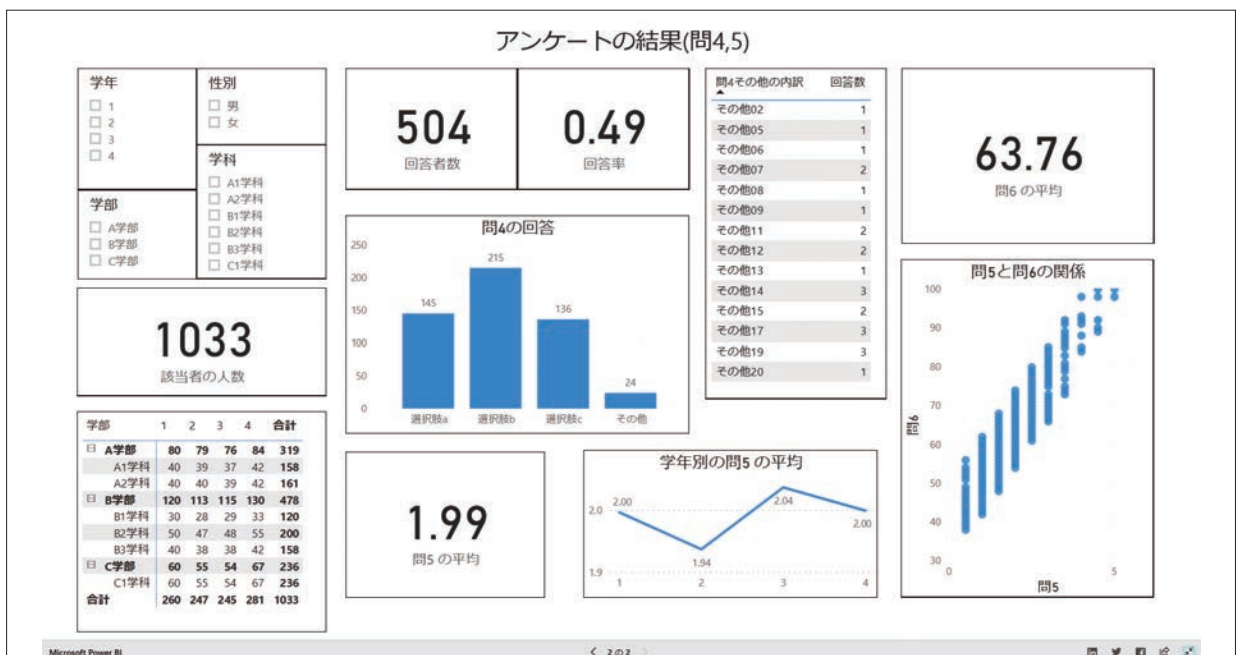 アンケートの結果(問4,5)
学年
1
2
3
4
性別
男
女
学部
A学部
B学部
C学部
学科
A1学科
A2学科
B1学科
B2学科
B3学科
C1学科
1033
該当者の人数
学部 1 2 3 4 合計
A学部 80 79 76 84 319
A1学科 40 39 37 42 158
A2学科 40 40 39 42 161
B学部 120 113 115 130 478
B1学科 30 28 29 33 120
B2学科 50 47 48 55 200
B3学科 40 38 38 42 158
C学部 60 55 54 67 236
C1学科 60 55 54 67 236
合計 260 247 245 281 1033
504
回答者数
0.49
回答率
問4の回答
250
200
150
100
50
0
145
215
136
24
選択肢a 選択肢b 選択肢c その他
1.99
問5 の平均
学年別の問5 の平均
2.0
1.9
2.00
1.94
2.04
2.00
1 2 3 4
問4その他の内訳 回答数
その他02 1
その他05 1
その他06 1
その他07 2
その他08 1
その他09 1
その他11 2
その他12 2
その他13 1
その他14 3
その他15 2
その他17 3
その他19 3
その他20 1
63.76
問6 の平均
問5と問6の関係
100
90
80
70
60
50
40
30
問6
0 5
問5
Microsoft Power BI
2 の 2